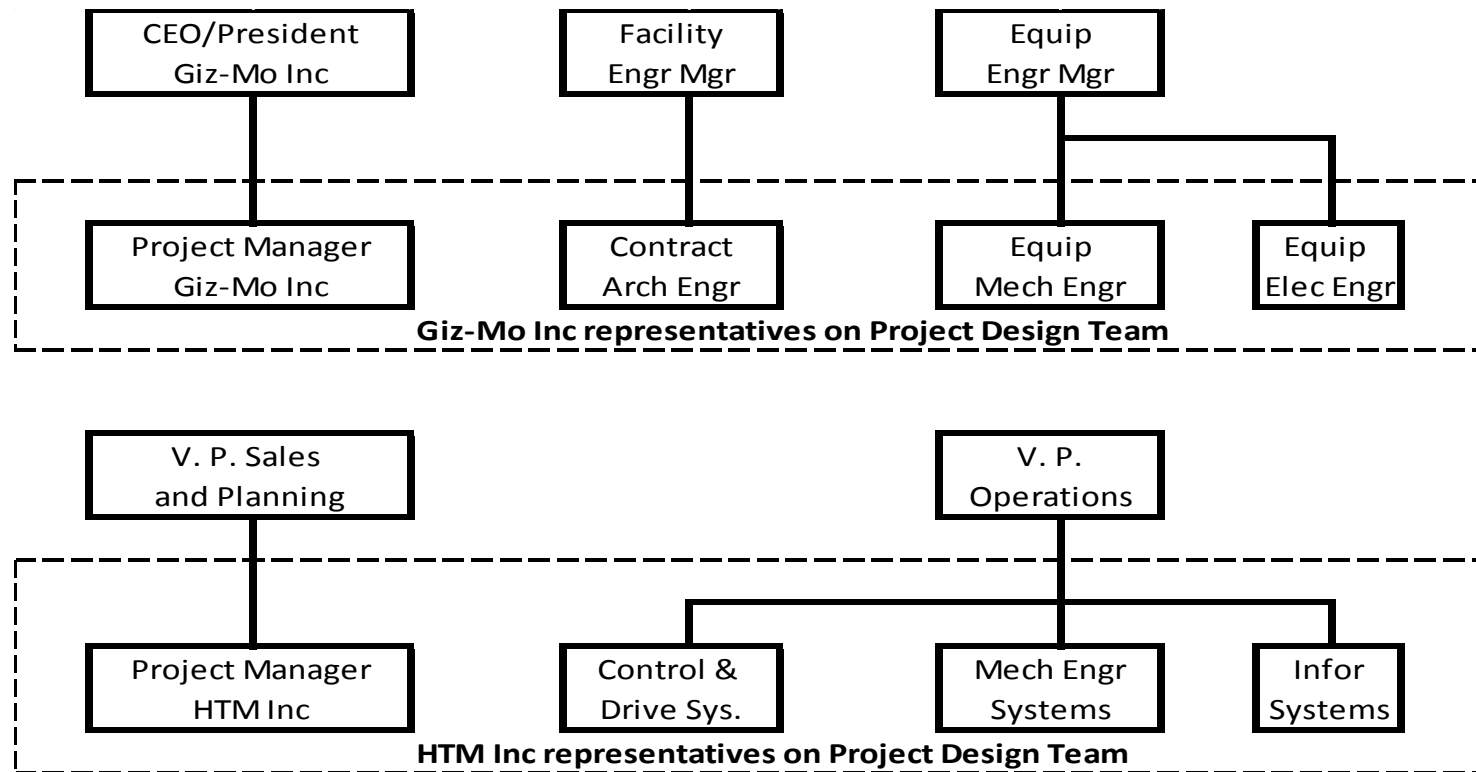 CEO/President
Giz-Mo Inc
Facility
Engr Mgr
Equip
Engr Mgr
Project Manager
Giz-Mo Inc
Contract
Arch Engr
Equip
Mech Engr
Equip
Elec Engr
Giz-Mo Inc representatives on Project Design Team
V. P. Sales
and Planning
V. P.
Operations
Project Manager
HTM Inc
Control &
Drive Sys.
Mech Engr
Systems
Infor
Systems
HTM Inc representatives on Project Design Team